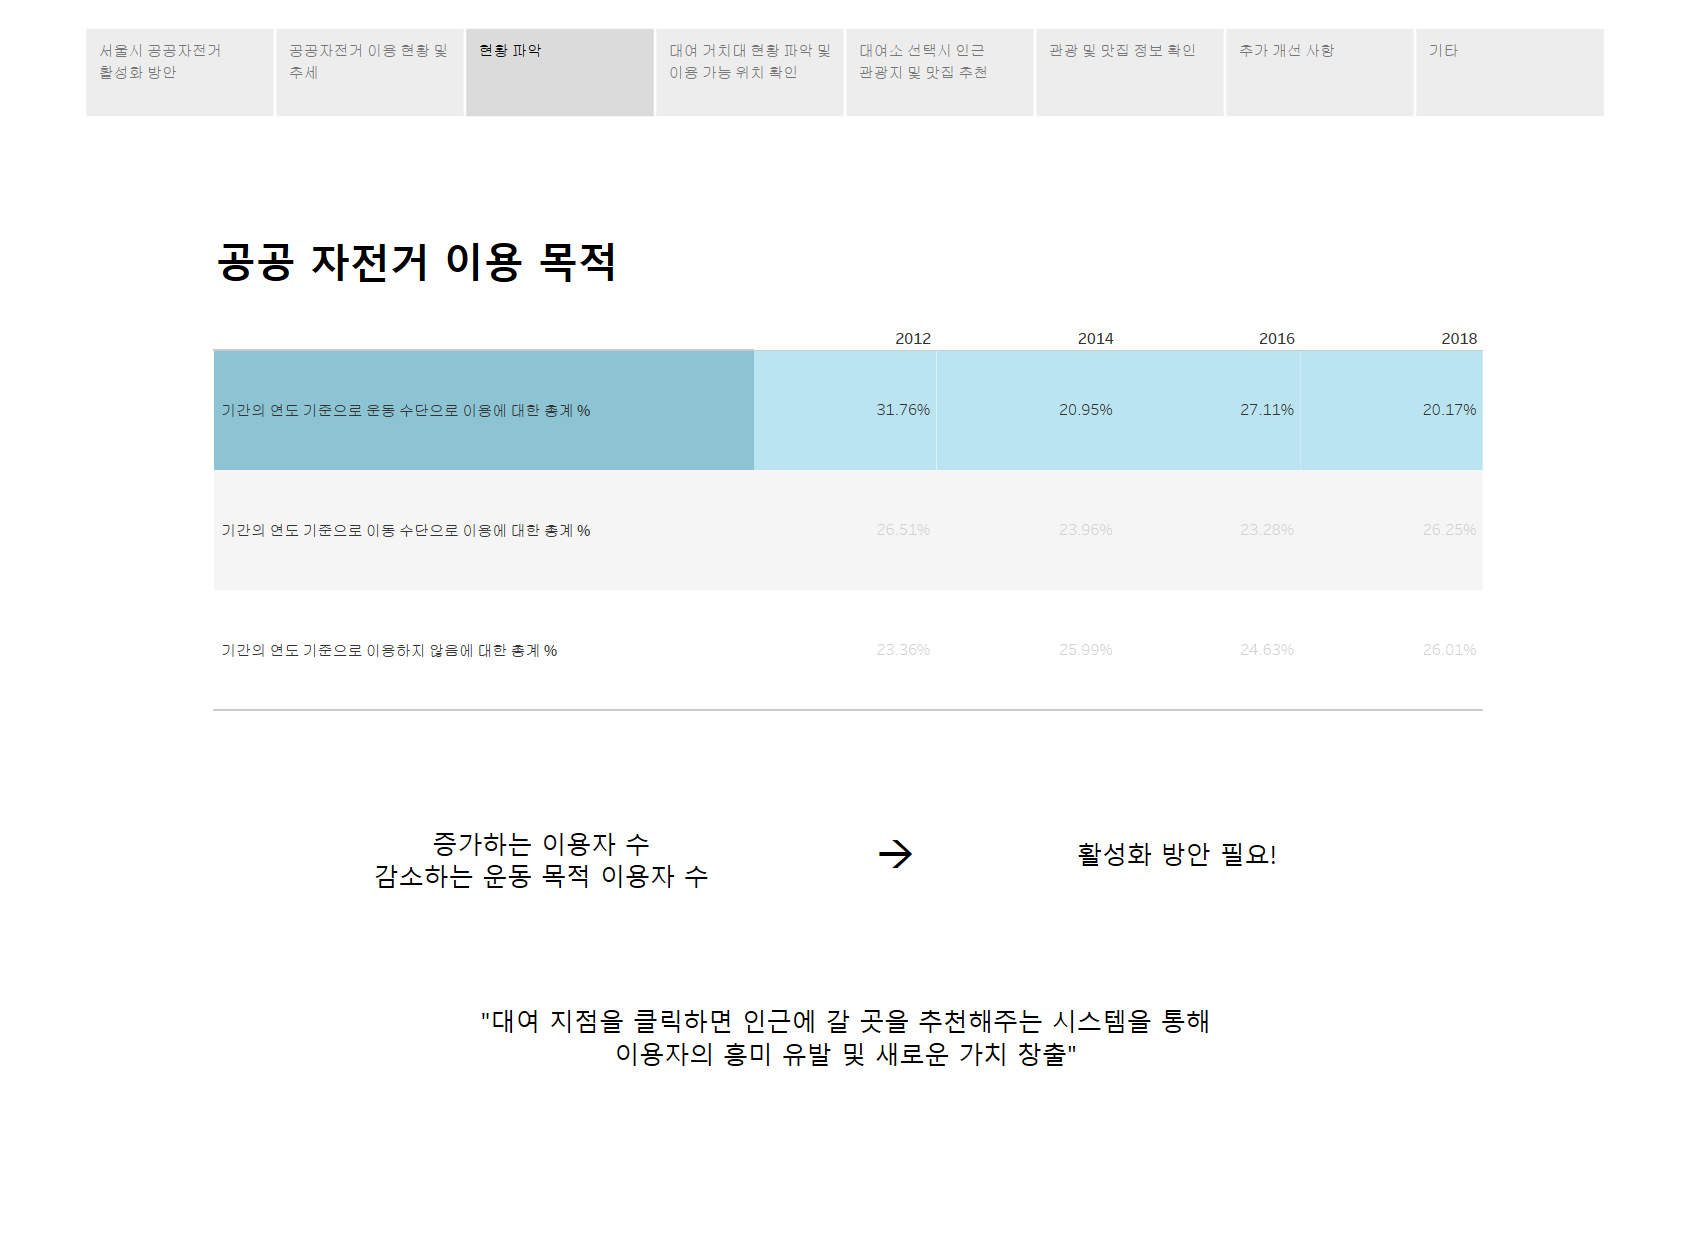 서울시 공공자전거
활성화 방안
공공자전거 이용 현황 및
추세
현황 파악
대여 거치대 현황 파악 및
이용 가능 위치 확인
대여소 선택시 인근
관광지 및 맛집 추천
관광 및 맛집 정보 확인
추가 개선 사항
기타
공공 자전거 이용 목적
2012 2014 2016 2018
기간의 연도 기준으로 운동 수단으로 이용에 대한 총계 % 31.76% 20.95% 27.11% 20.17%
기간의 연도 기준으로 이동 수단으로 이용에 대한 총계 % 26.51% 23.96% 23.28% 26.25%
기간의 연도 기준으로 이용하지 않음에 대한 총계 % 23.36% 25.99% 24.63% 26.01%
증가하는 이용자 수
감소하는 운동 목적 이용자 수
→ 활성화 방안 필요!
"대여 지점을 클릭하면 인근에 갈 곳을 추천해주는 시스템을 통해
이용자의 흥미 유발 및 새로운 가치 창출"